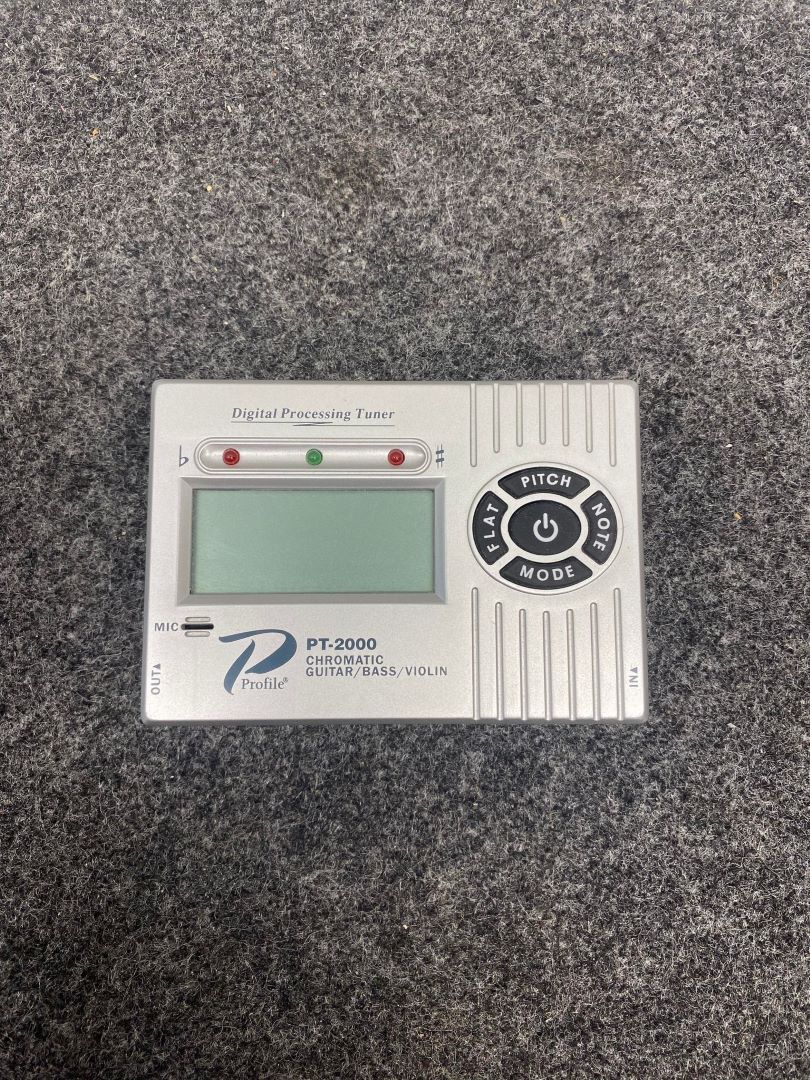 Digital Processing Tuner
♭ ♯
PITCH
FLAT
NOTE
MODE
MIC
PT-2000
CHROMATIC
GUITAR/BASS/VIOLIN
P
Profile®
OUT▲
IN▲